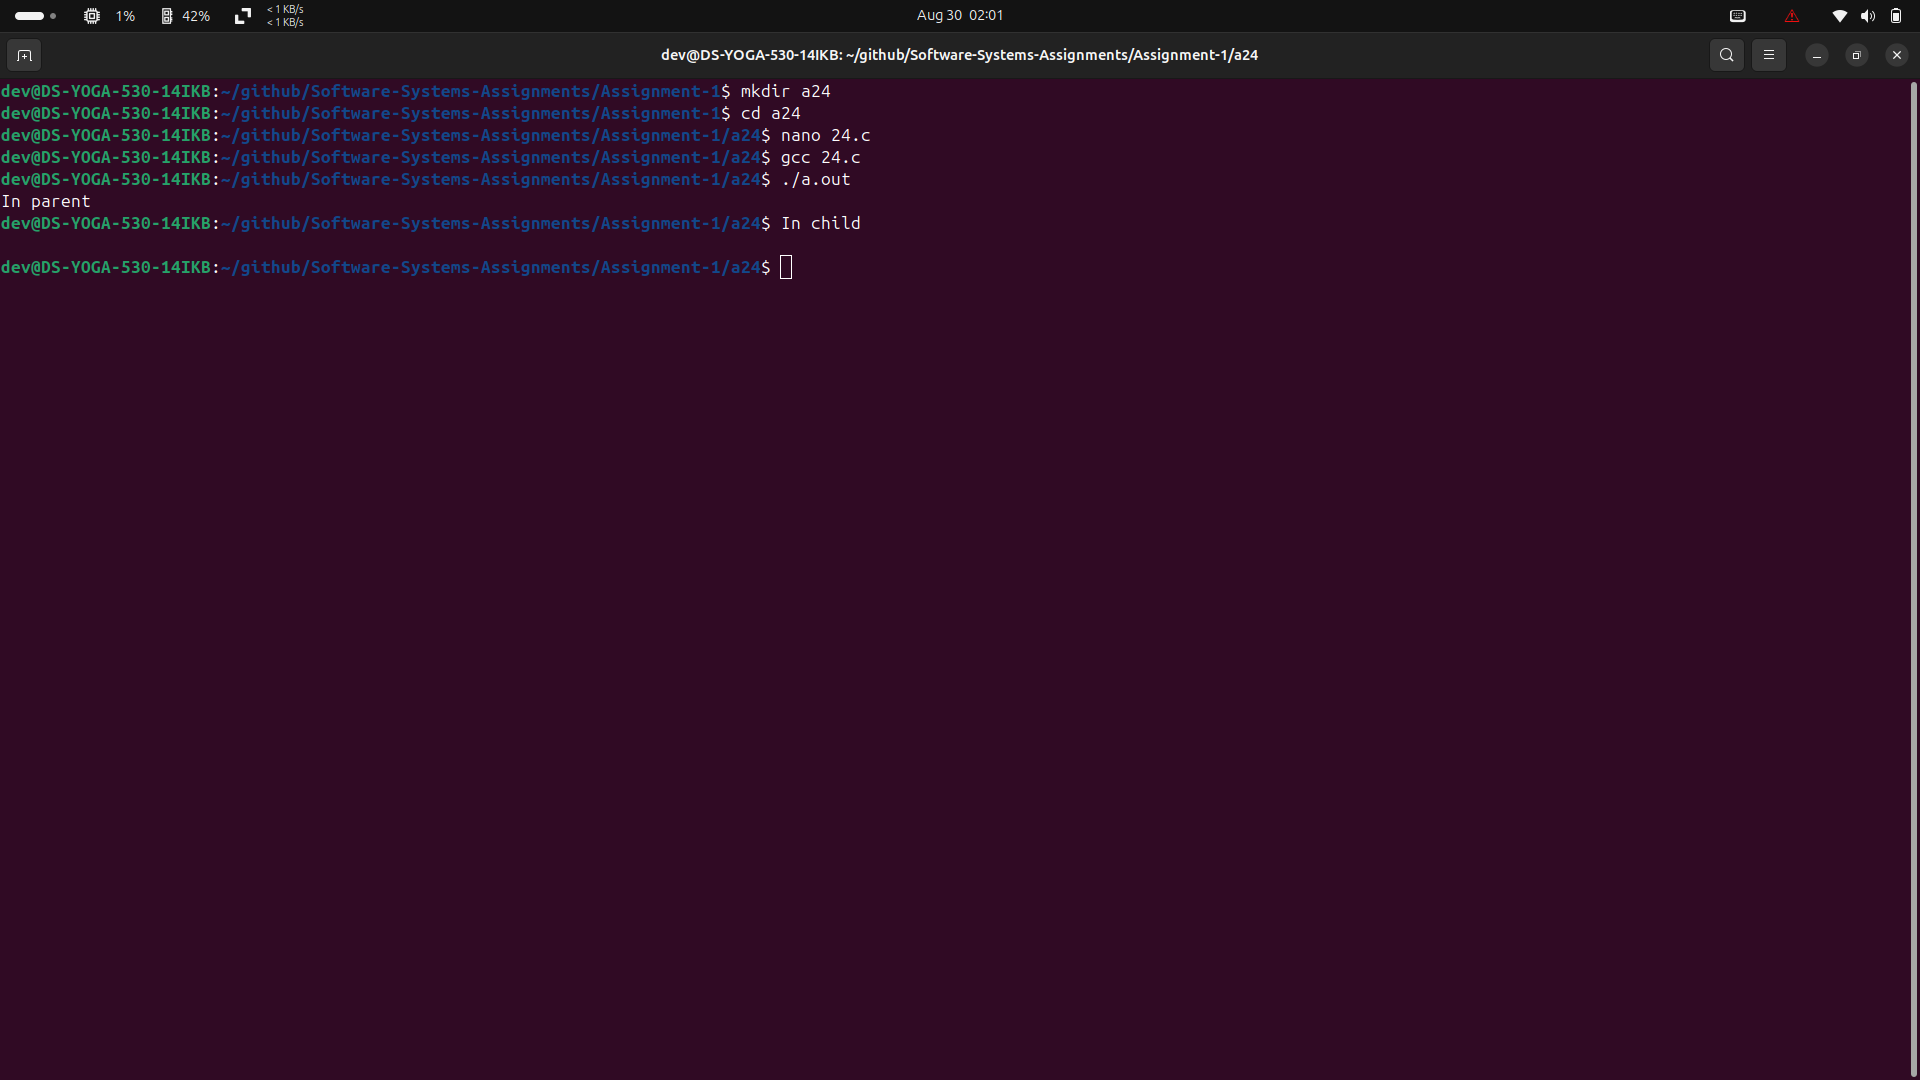 1%
42%
< 1 KB/s
< 1 KB/s
Aug 30 02:01
dev@DS-YOGA-530-14IKB: ~/github/Software-Systems-Assignments/Assignment-1/a24
dev@DS-YOGA-530-14IKB:~/github/Software-Systems-Assignments/Assignment-1$ mkdir a24
dev@DS-YOGA-530-14IKB:~/github/Software-Systems-Assignments/Assignment-1$ cd a24
dev@DS-YOGA-530-14IKB:~/github/Software-Systems-Assignments/Assignment-1/a24$ nano 24.c
dev@DS-YOGA-530-14IKB:~/github/Software-Systems-Assignments/Assignment-1/a24$ gcc 24.c
dev@DS-YOGA-530-14IKB:~/github/Software-Systems-Assignments/Assignment-1/a24$ ./a.out
In parent
dev@DS-YOGA-530-14IKB:~/github/Software-Systems-Assignments/Assignment-1/a24$ In child
dev@DS-YOGA-530-14IKB:~/github/Software-Systems-Assignments/Assignment-1/a24$